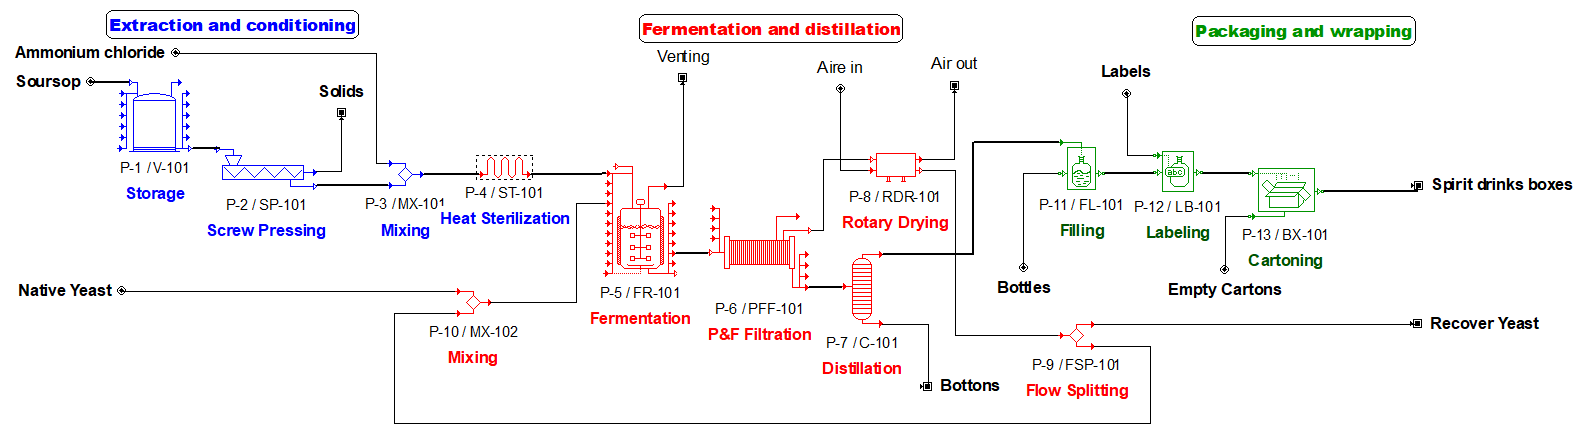 Extraction and conditioning
Fermentation and distillation
Packaging and wrapping
Ammonium chloride
Soursop
Solids
P-1 / V-101
Storage
P-2 / SP-101
Screw Pressing
P-3 / MX-101
Mixing
P-4 / ST-101
Heat Sterilization
Venting
Aire in
Air out
P-5 / FR-101
Fermentation
P-6 / PFF-101
P&F Filtration
P-7 / C-101
Distillation
P-8 / RDR-101
Rotary Drying
Native Yeast
P-10 / MX-102
Mixing
Bottons
P-9 / FSP-101
Flow Splitting
Recover Yeast
Labels
Bottles
P-11 / FL-101
Filling
abc
P-12 / LB-101
Labeling
P-13 / BX-101
Cartoning
Empty Cartons
Spirit drinks boxes